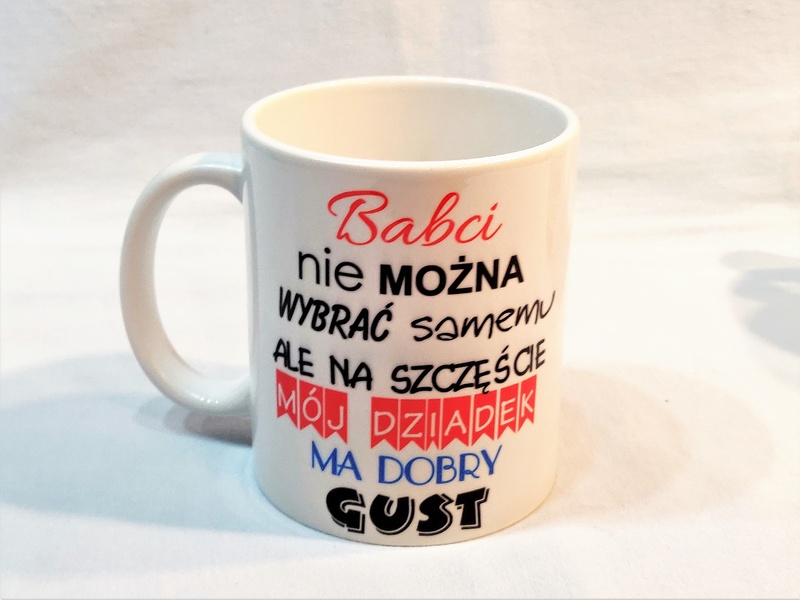 Babci
nie MOŻNA
WYBRAĆ samemu
ALE NA SZCZĘŚCIE
MÓJ DZIADEK
MA DOBRY
GUST